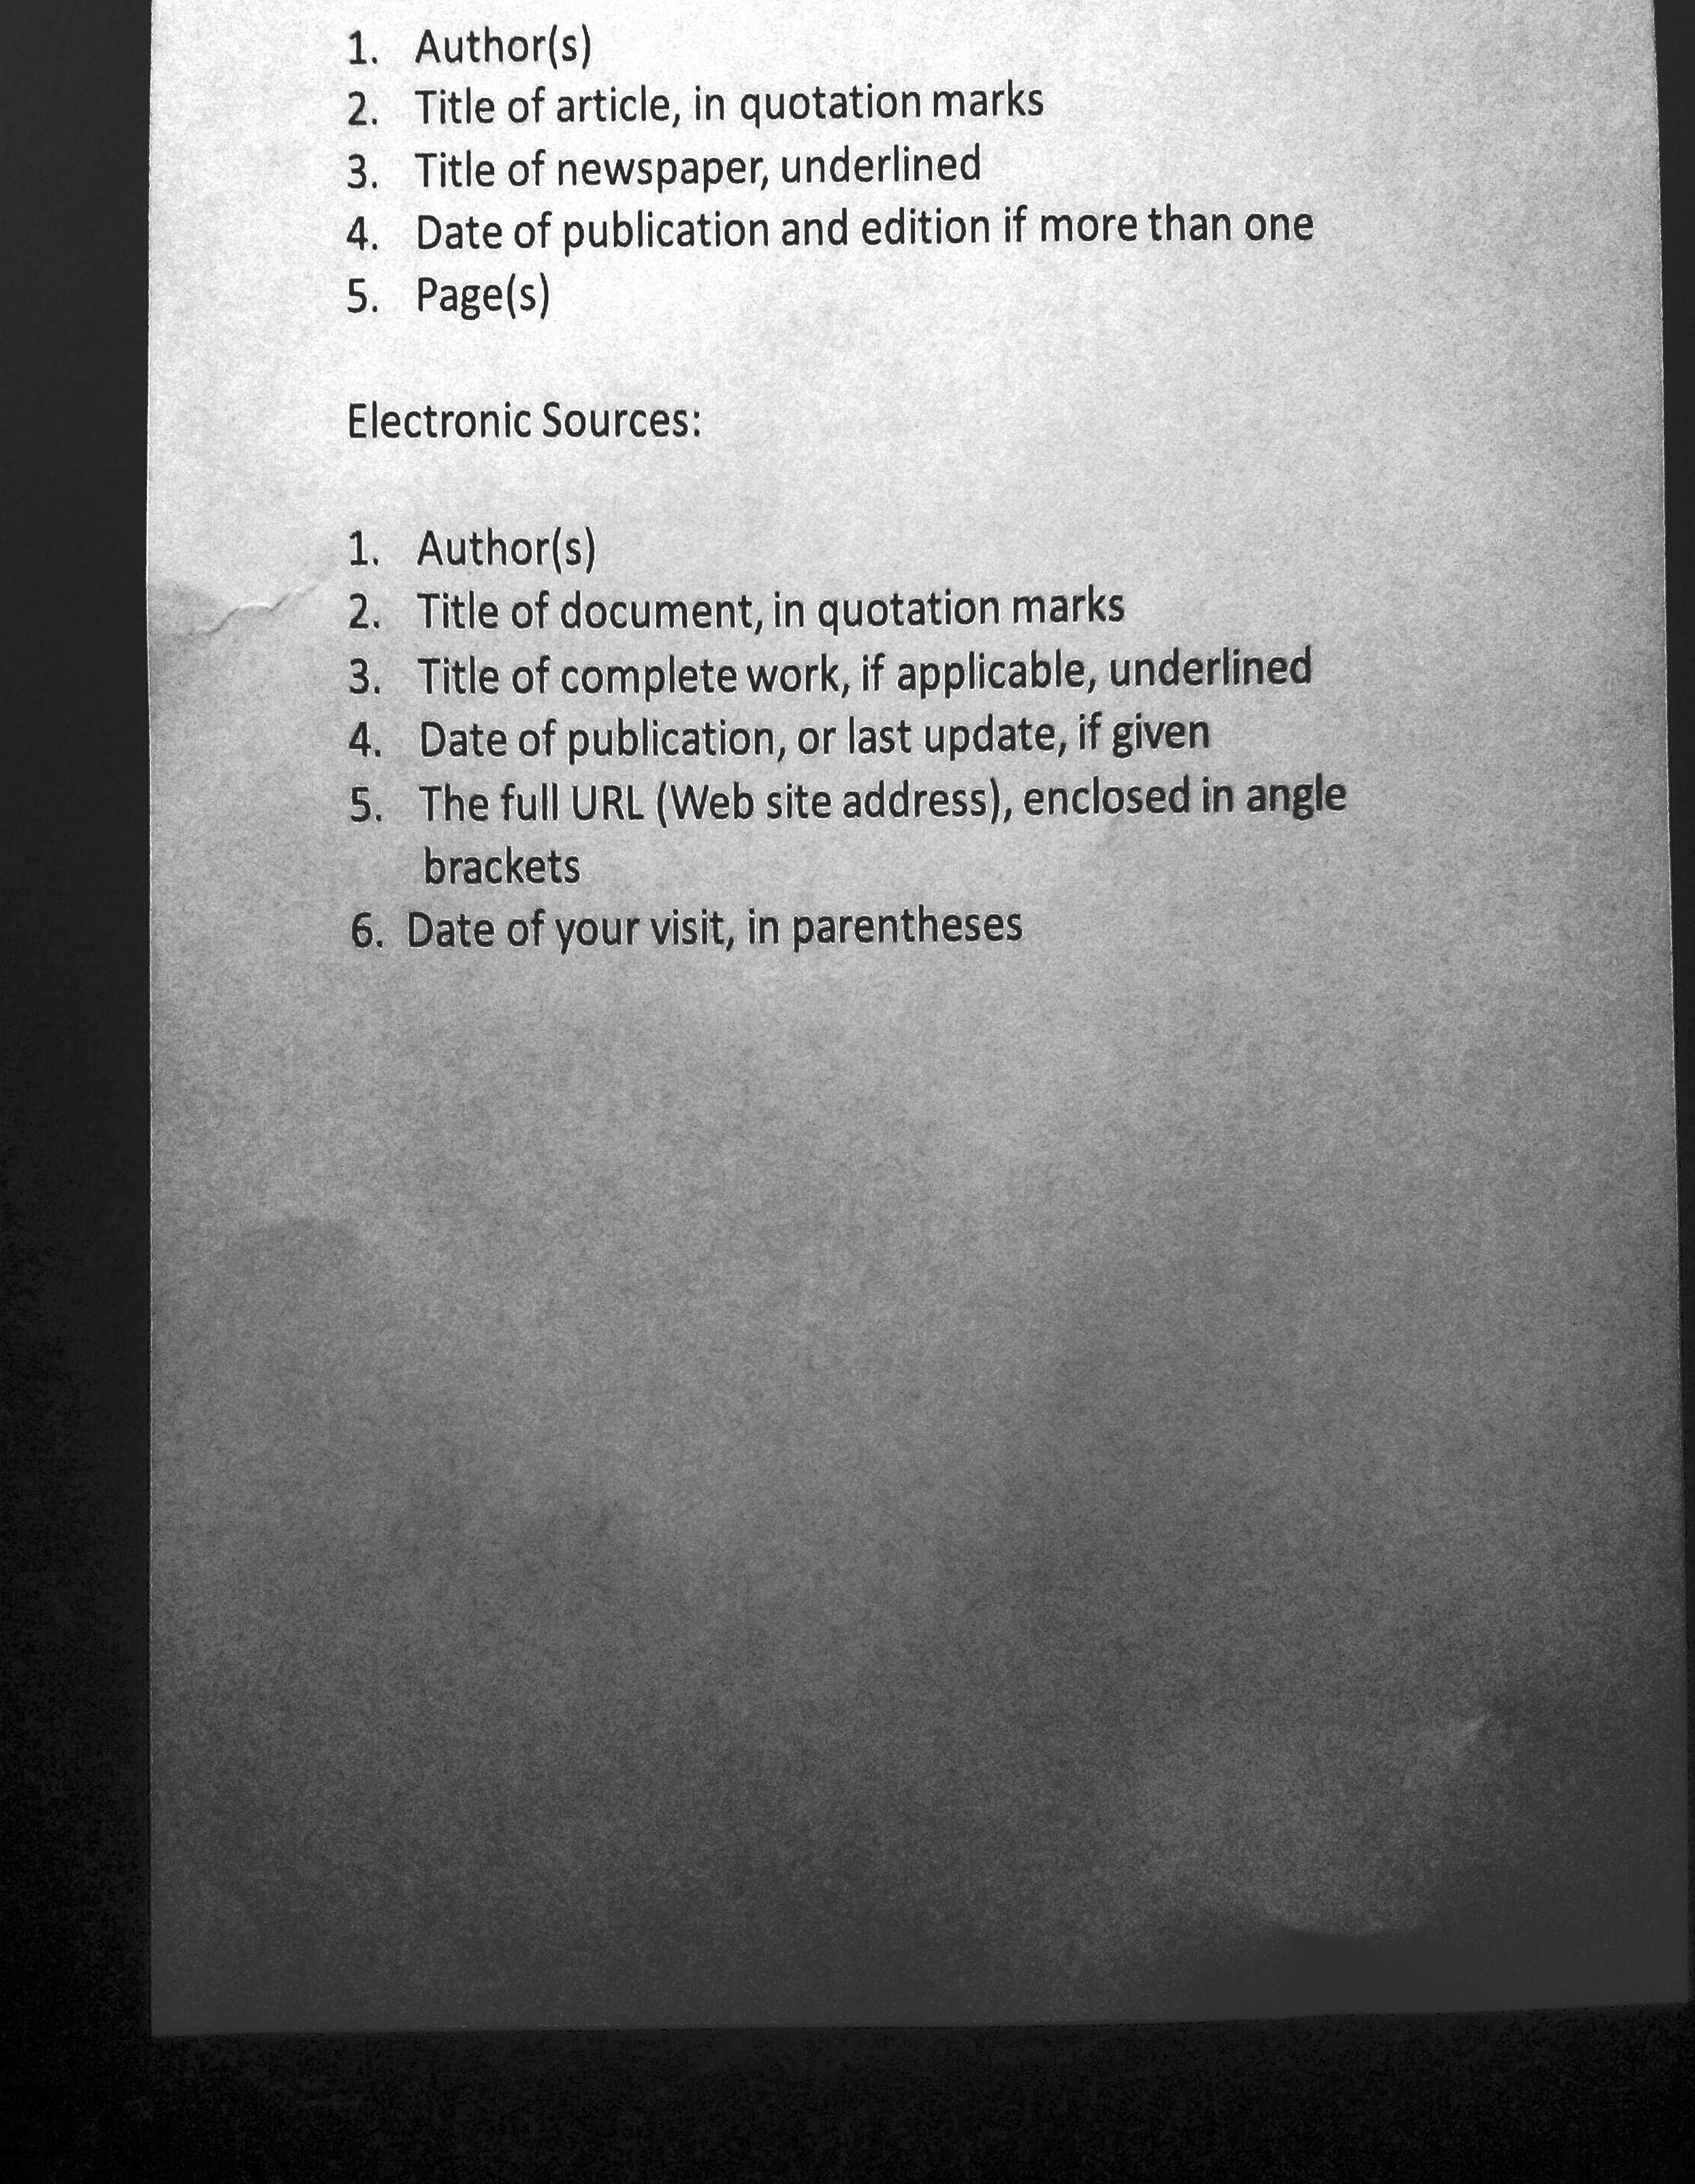 1. Author(s)
2. Title of article, in quotation marks
3. Title of newspaper, underlined
4. Date of publication and edition if more than one
5. Page(s)
Electronic Sources:
1. Author(s)
2. Title of document, in quotation marks
3. Title of complete work, if applicable, underlined
4. Date of publication, or last update, if given
5. The full URL (Web site address), enclosed in angle
brackets
6. Date of your visit, in parentheses